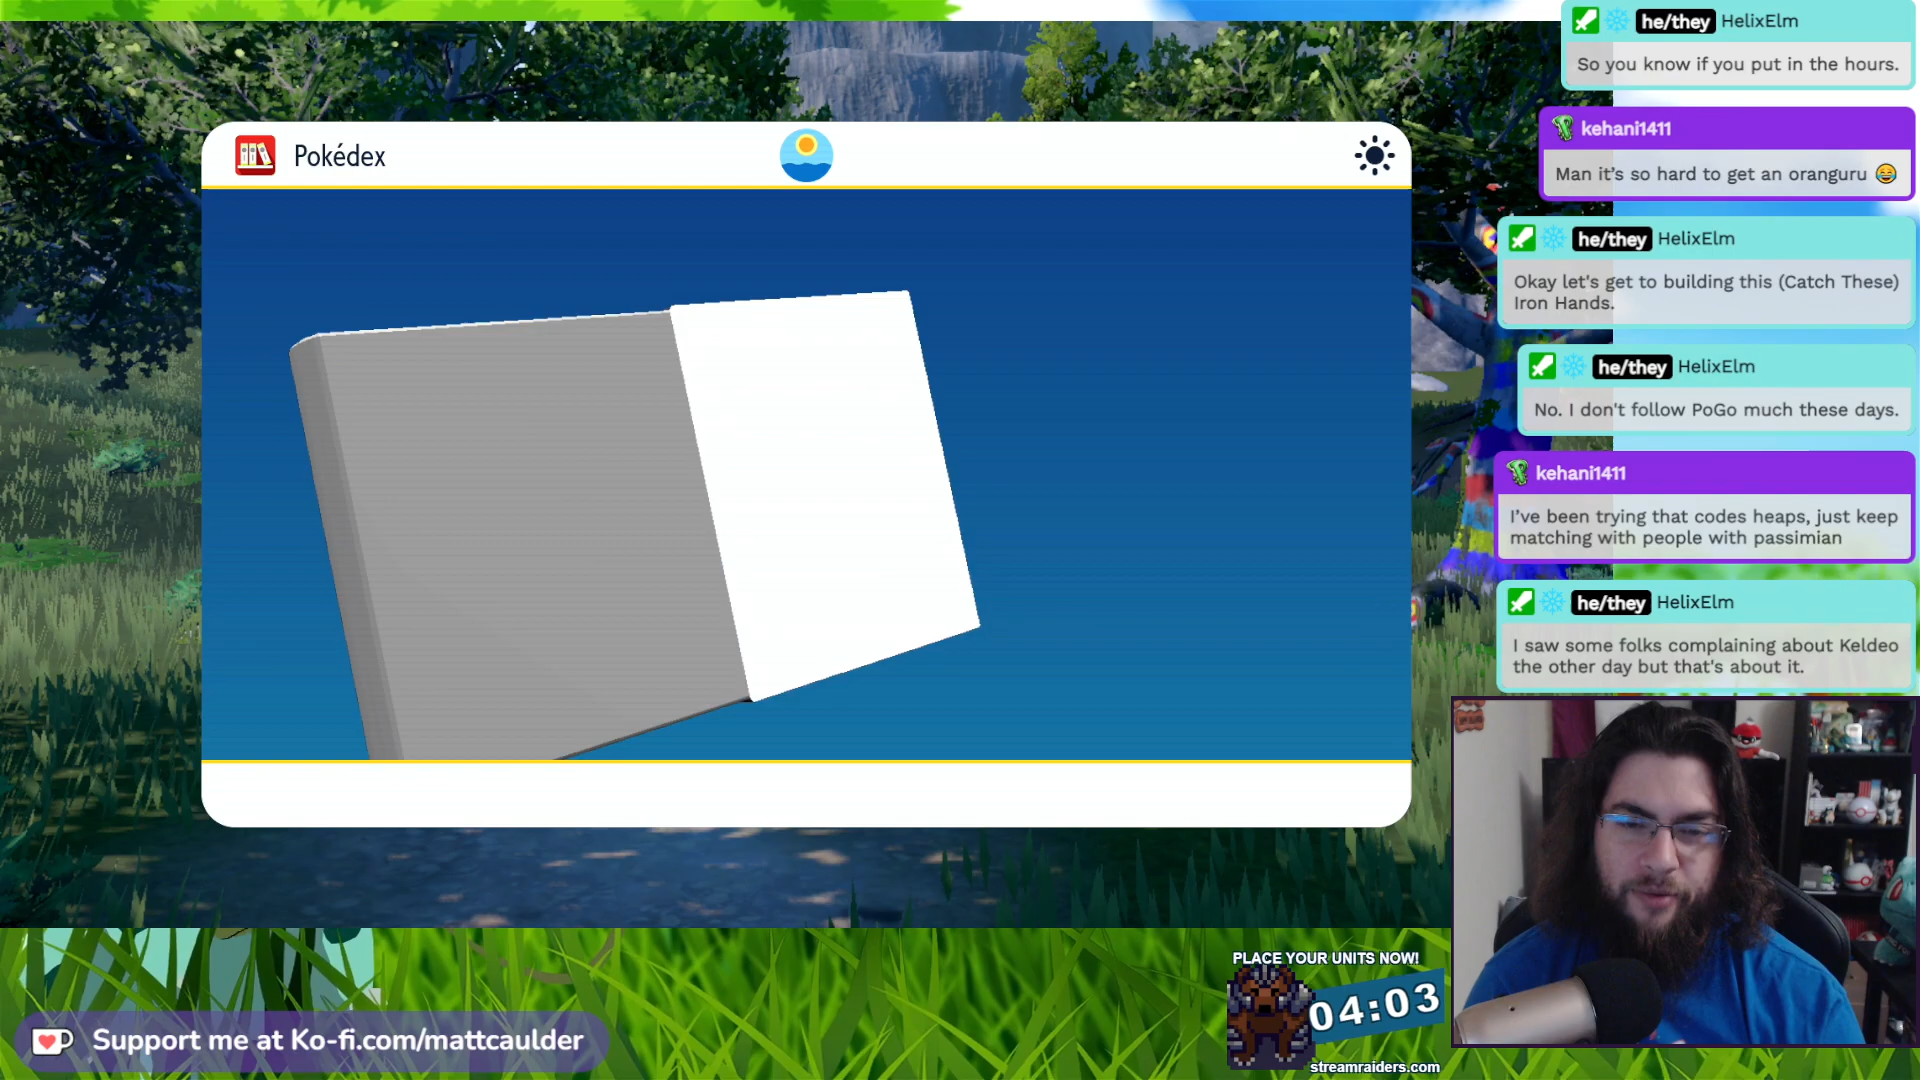 Pokédex
he/they HelixElm
So you know if you put in the hours.
kehani1411
Man it's so hard to get an oranguru 😂
he/they HelixElm
Okay let's get to building this (Catch These)
Iron Hands.
he/they HelixElm
No. I don't follow PoGo much these days.
kehani1411
I've been trying that codes heaps, just keep
matching with people with passimian
he/they HelixElm
I saw some folks complaining about Keldeo
the other day but that's about it.
PLACE YOUR UNITS NOW!
04:03
streamraiders.com
Support me at Ko-fi.com/mattcaulder